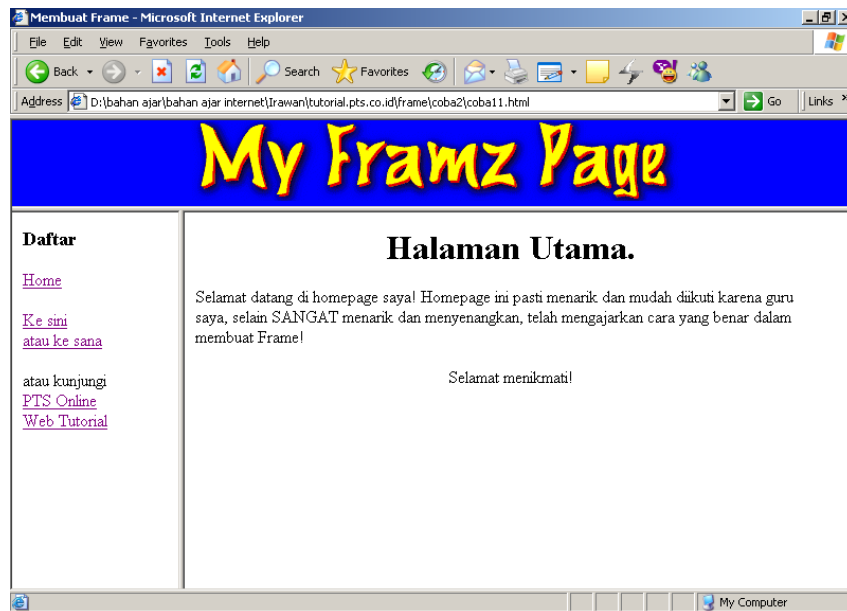 Membuat Frame - Microsoft Internet Explorer
File Edit View Favorites Tools Help
Back Search Favorites
Address D:\bahan ajar\bahan ajar internet\Irawan\tutorial.pts.co.id\frame\coba2\coba11.html Go Links »
My Framz Page
Daftar
Home
Ke sini
atau ke sana
atau kunjungi
PTS Online
Web Tutorial
Halaman Utama.
Selamat datang di homepage saya! Homepage ini pasti menarik dan mudah diikuti karena guru
saya, selain SANGAT menarik dan menyenangkan, telah mengajarkan cara yang benar dalam
membuat Frame!
Selamat menikmati!
My Computer